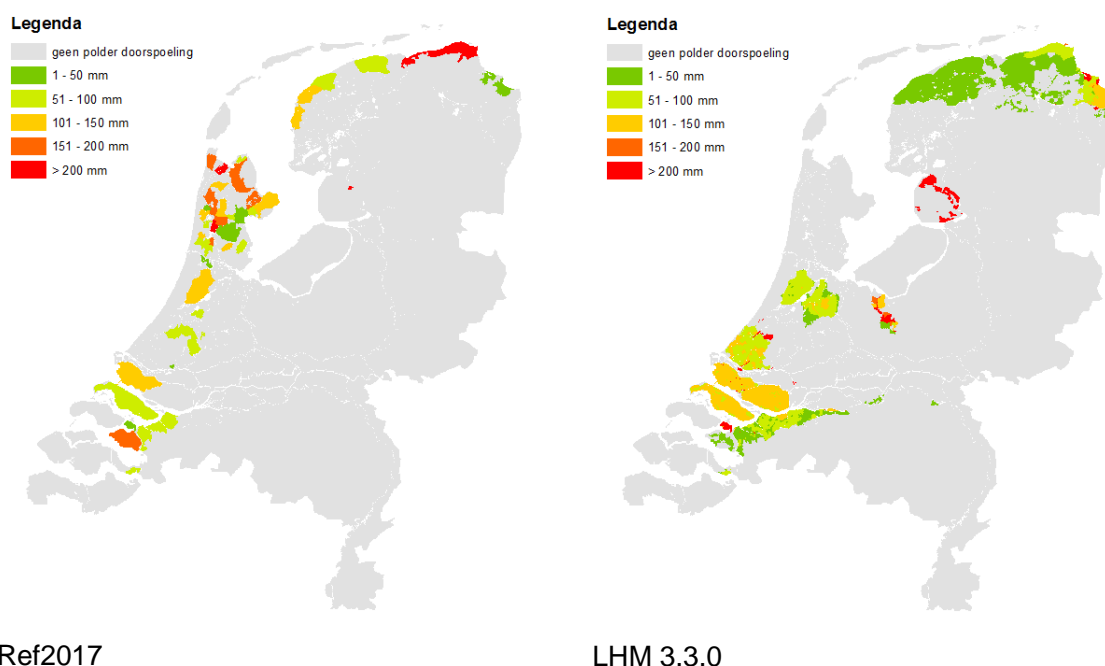 Legenda
geen polder doorspoeling
1 - 50 mm
51 - 100 mm
101 - 150 mm
151 - 200 mm
> 200 mm
Legenda
geen polder doorspoeling
1 - 50 mm
51 - 100 mm
101 - 150 mm
151 - 200 mm
> 200 mm
Ref2017
LHM 3.3.0